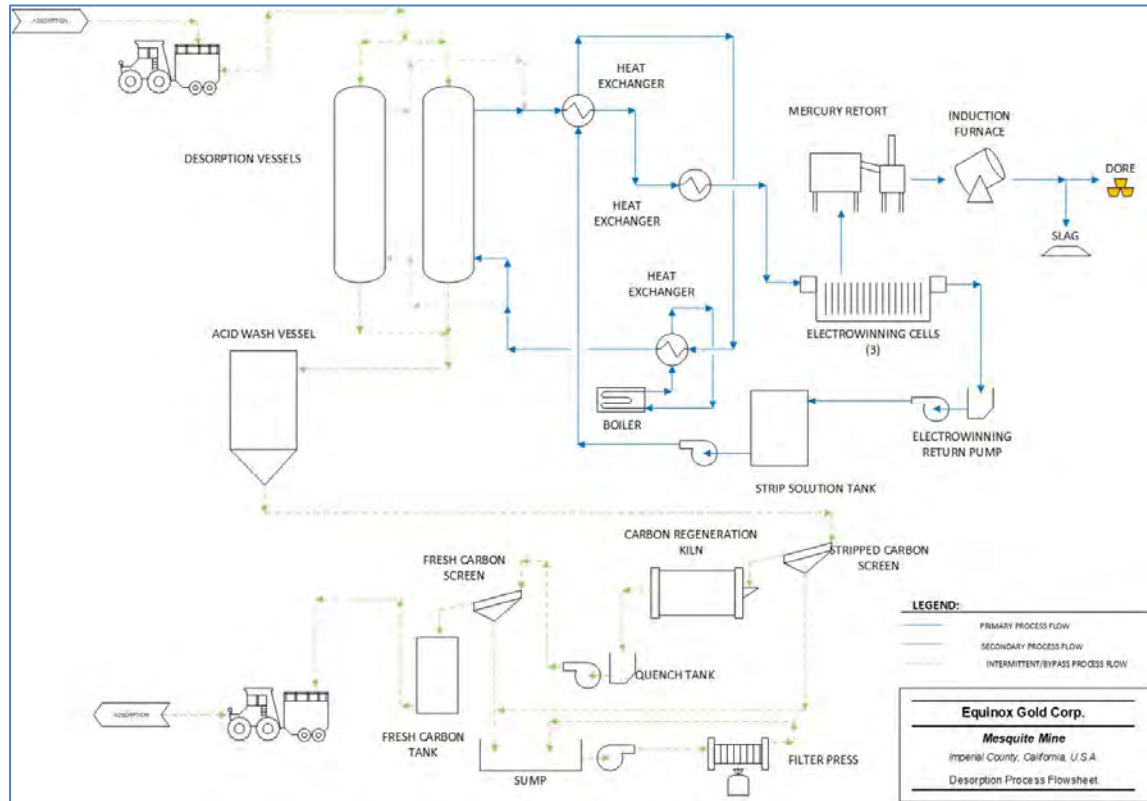 ADSORPTION
HEAT
EXCHANGER
MERCURY RETORT
INDUCTION
FURNACE
DESORPTION VESSELS
DORE
HEAT
EXCHANGER
SLAG
HEAT
EXCHANGER
ACID WASH VESSEL
ELECTROWINNING CELLS
(3)
BOILER
ELECTROWINNING
RETURN PUMP
STRIP SOLUTION TANK
CARBON REGENERATION
KILN
STRIPPED CARBON
SCREEN
FRESH CARBON
SCREEN
LEGEND:
PRIMARY PROCESS FLOW
SECONDARY PROCESS FLOW
INTERMITTENT/BYPASS PROCESS FLOW
QUENCH TANK
ADSORPTION
FRESH CARBON
TANK
FILTER PRESS
SUMP
Equinox Gold Corp.
Mesquite Mine
Imperial County, California, U.S.A.
Desorption Process Flowsheet